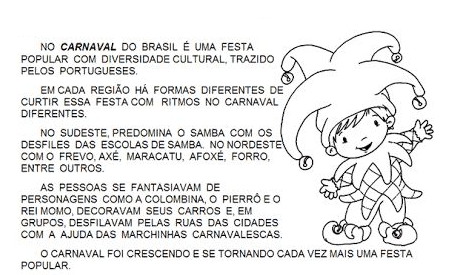 NO CARNAVAL DO BRASIL É UMA FESTA
POPULAR COM DIVERSIDADE CULTURAL, TRAZIDO
PELOS PORTUGUESES.
EM CADA REGIÃO HÁ FORMAS DIFERENTES DE
CURTIR ESSA FESTA COM RITMOS NO CARNAVAL
DIFERENTES.
NO SUDESTE, PREDOMINA O SAMBA COM OS
DESFILES DAS ESCOLAS DE SAMBA. NO NORDESTE
COM O FREVO, AXÉ, MARACATU, AFOXÉ, FORRO,
ENTRE OUTROS.
AS PESSOAS SE FANTASIAVAM DE
PERSONAGENS COMO A COLOMBINA, O PIERRÔ E O
REI MOMO, DECORAVAM SEUS CARROS E, EM
GRUPOS, DESFILAVAM PELAS RUAS DAS CIDADES
COM A AJUDA DAS MARCHINHAS CARNAVALESCAS.
O CARNAVAL FOI CRESCENDO E SE TORNANDO CADA VEZ MAIS UMA FESTA
POPULAR.